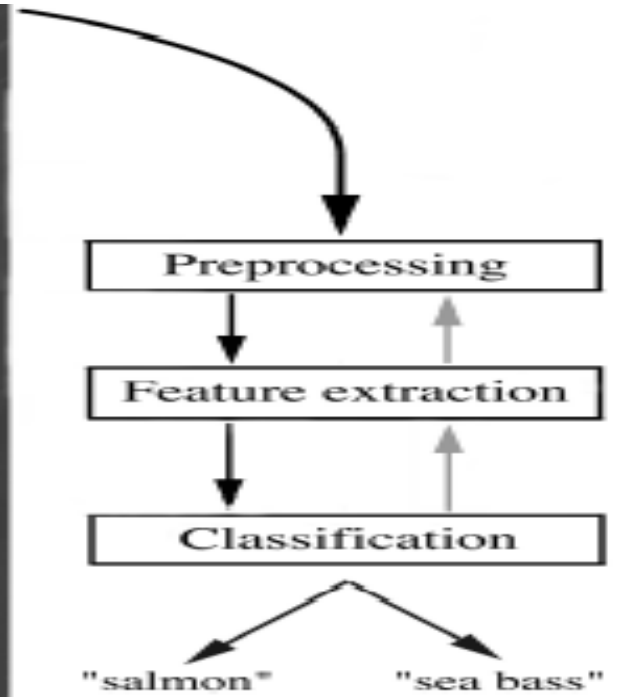 Preprocessing
Feature extraction
Classification
"salmon" "sea bass"